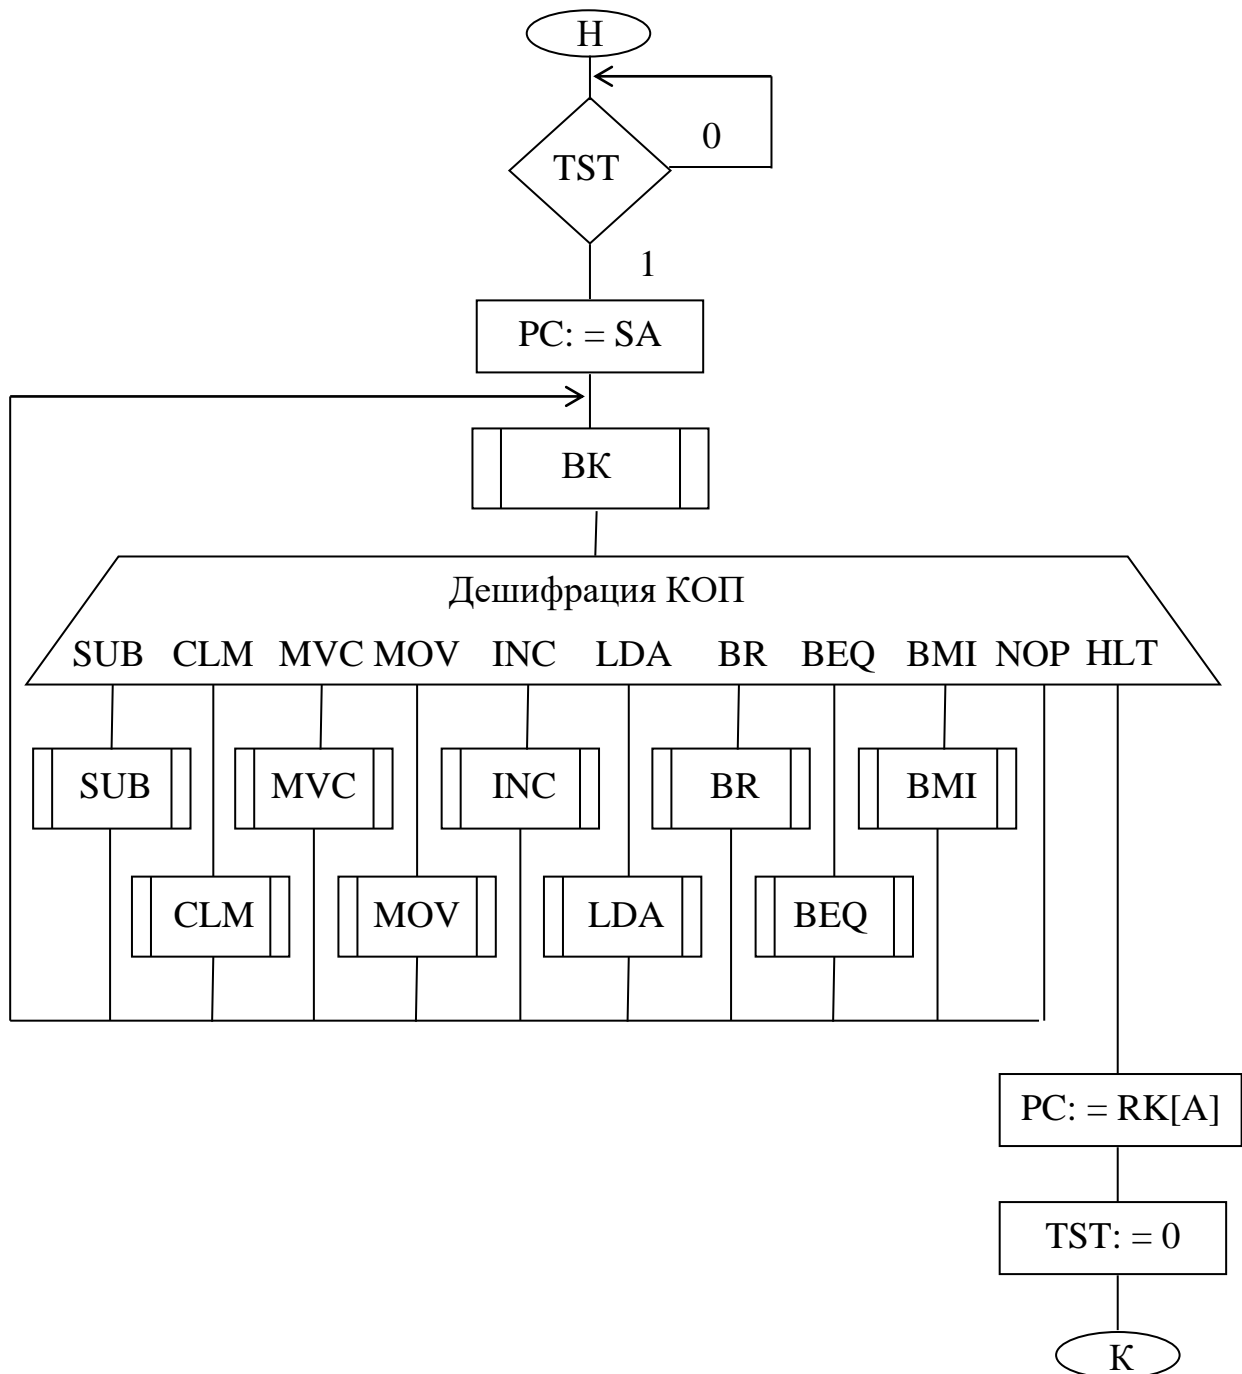 Н
0
TST
1
PC: = SA
ВК
Дешифрация КОП
SUB CLM MVC MOV INC LDA BR BEQ BMI NOP HLT
SUB MVC INC BR BMI
CLM MOV LDA BEQ
PC: = RK[A]
TST: = 0
К